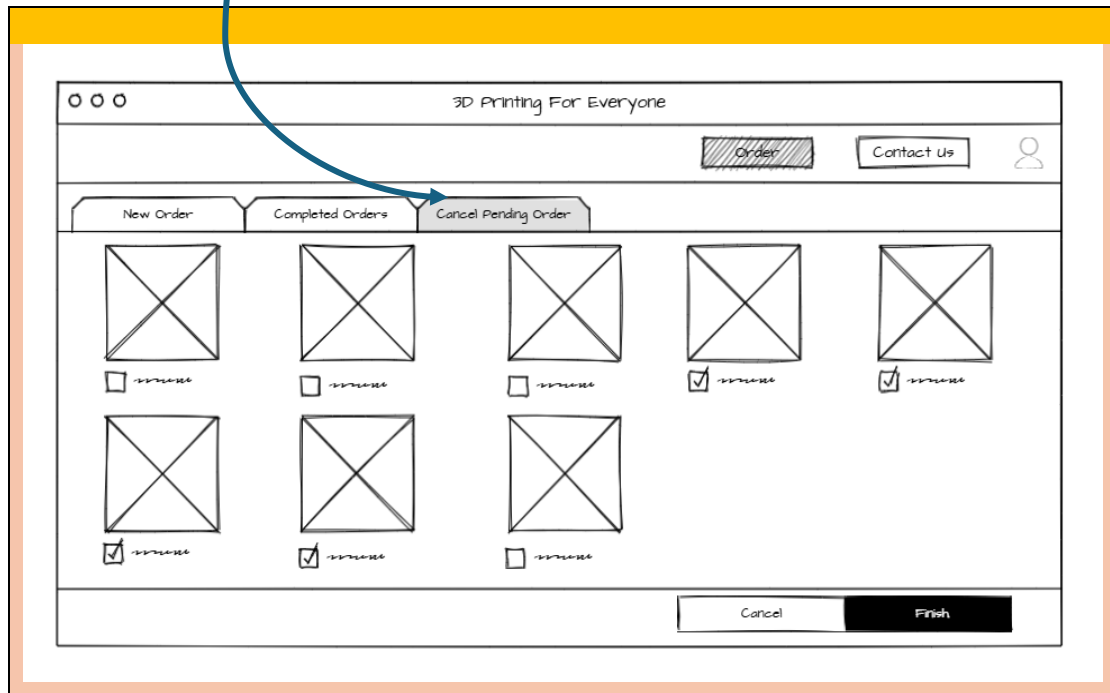 3D Printing For Everyone
Order
Contact Us
New Order
Completed Orders
Cancel Pending Order
Cancel
Finish